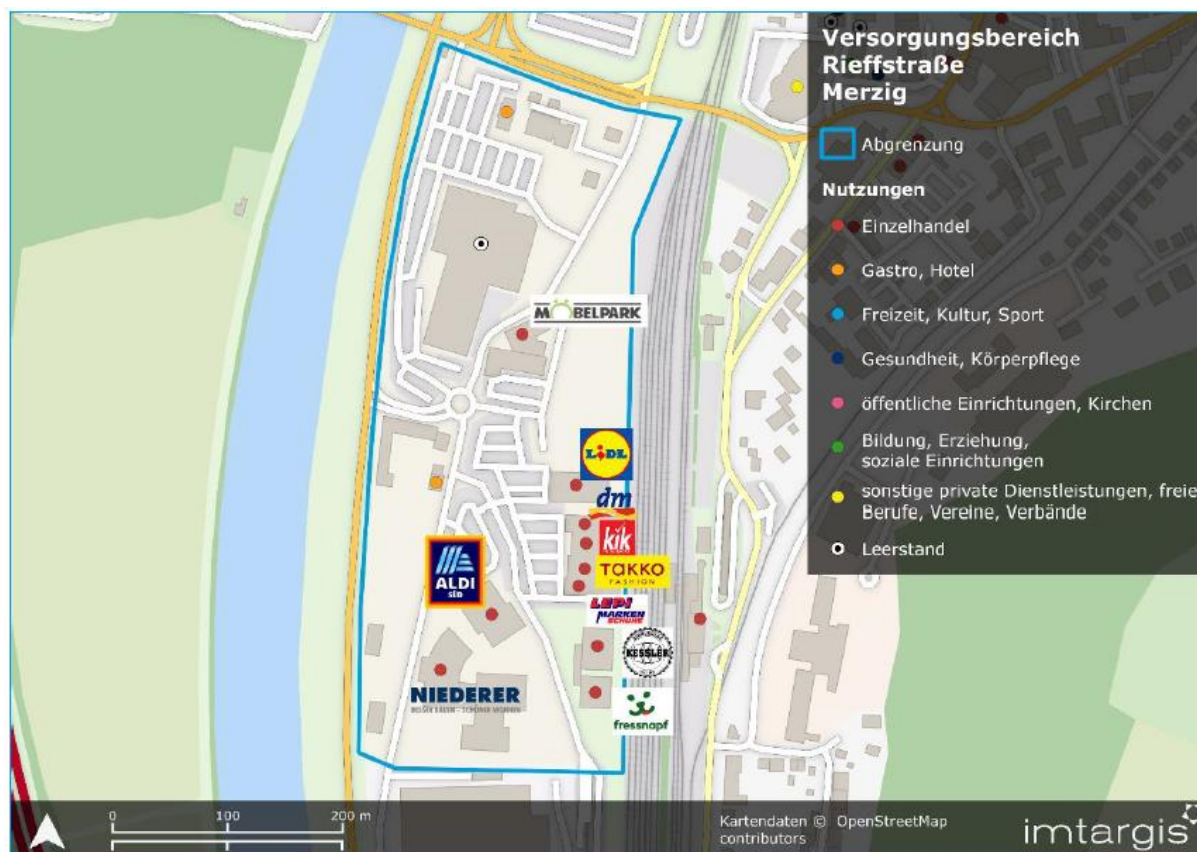 Versorgungsbereich
Rieffstraße
Merzig
Abgrenzung
Nutzungen
Einzelhandel
Gastro, Hotel
Freizeit, Kultur, Sport
Gesundheit, Körperpflege
öffentliche Einrichtungen, Kirchen
Bildung, Erziehung,
soziale Einrichtungen
sonstige private Dienstleistungen, freie
Berufe, Vereine, Verbände
Leerstand
MÖBELPARK
LIDL
dm
kik
TAKKO
FASHION
ALDI
SÜD
LEPI
MARKEN
SCHUHE
KESSLER
NIEDERER
fressnapf
0 100 200 m
Kartendaten © OpenStreetMap
contributors
imtargis